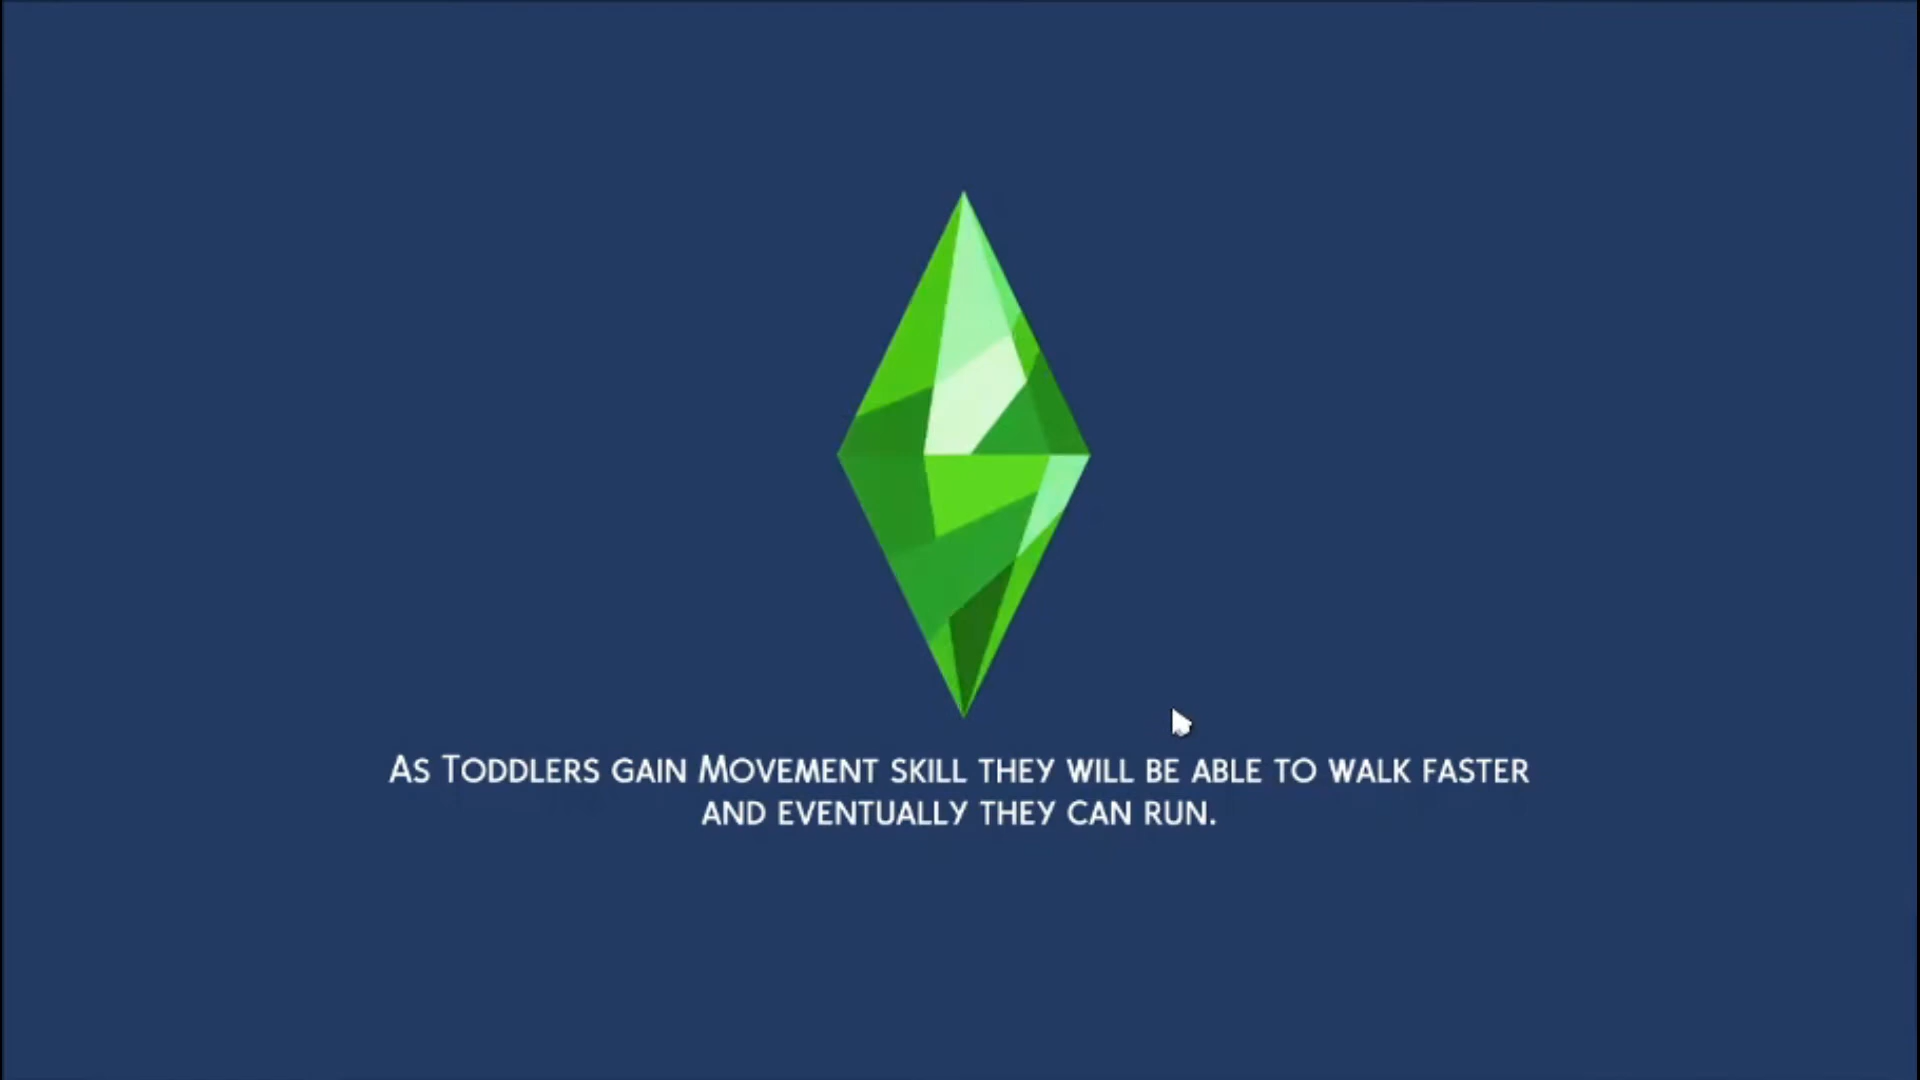 As Toddlers gain Movement skill they will be able to walk faster
and eventually they can run.